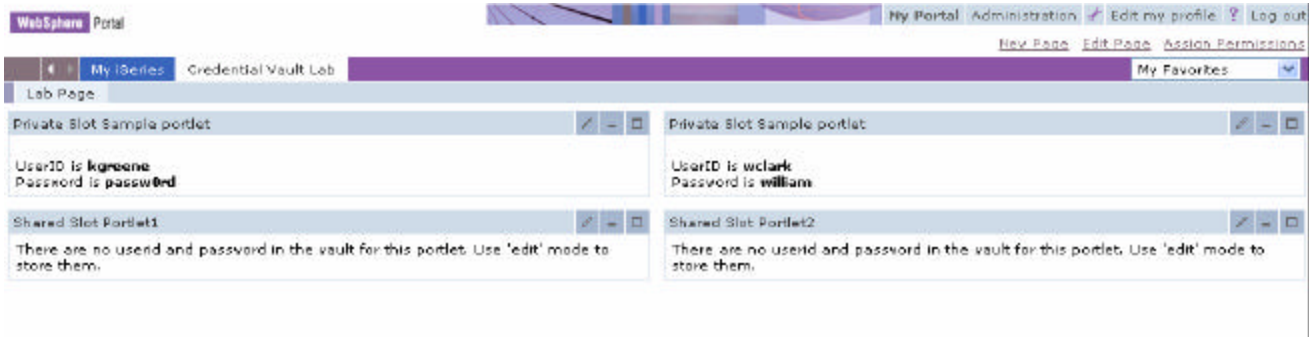 WebSphere Portal
My Portal Administration Edit my profile ? Log out
New Page Edit Page Assign Permissions
My iSeries Credential Vault Lab My Favorites
Lab Page
Private Slot Sample portlet
UserID is kgreene
Password is passw0rd
Private Slot Sample portlet
UserID is wclark
Password is william
Shared Slot Portlet1
There are no userid and password in the vault for this portlet. Use 'edit' mode to
store them.
Shared Slot Portlet2
There are no userid and password in the vault for this portlet. Use 'edit' mode to
store them.